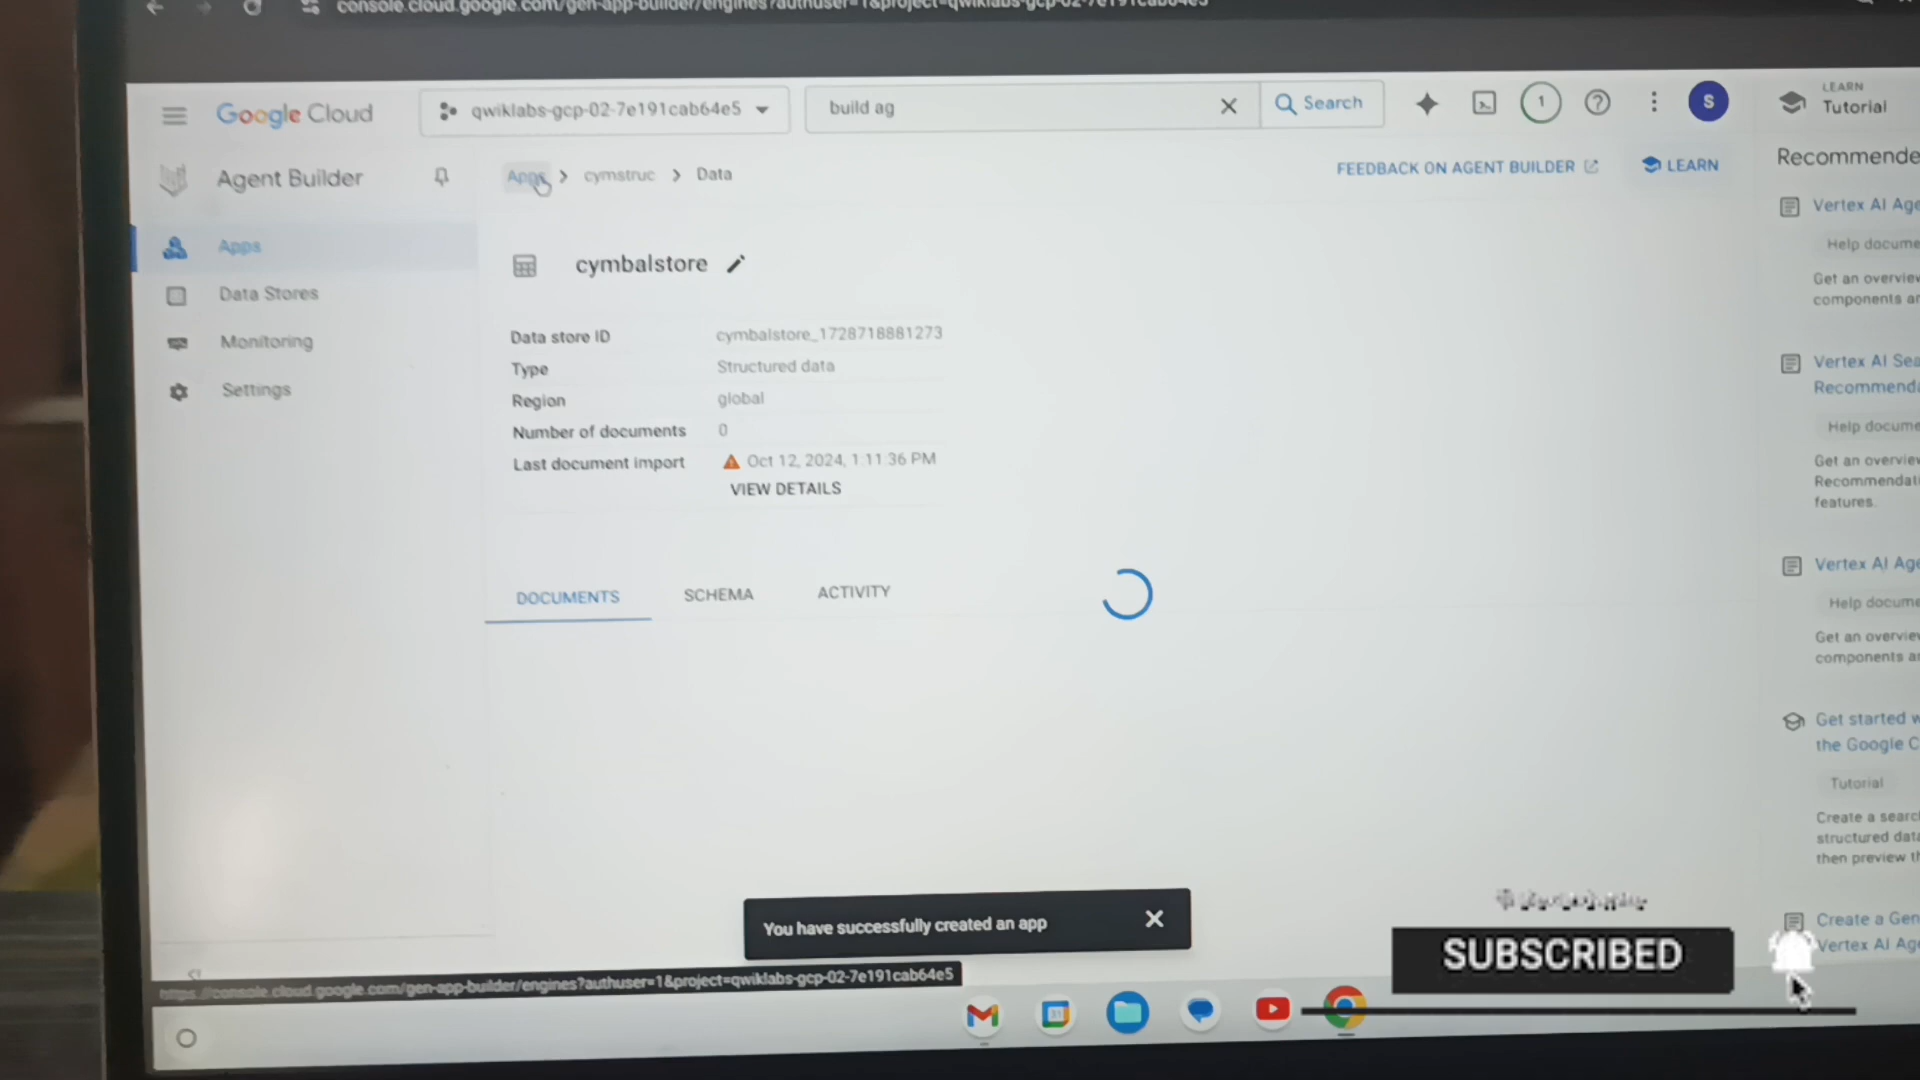 console.cloud.google.com/gen-app-builder/engines?authuser=1&project=qwiklabs-gcp-02-7e191cab64e5
Google Cloud
qwiklabs-gcp-02-7e191cab64e5
build ag
Search
1
S
LEARN
Tutorial
Agent Builder
Apps > cymstruc > Data
FEEDBACK ON AGENT BUILDER
LEARN
Recommende
Apps
Data Stores
Monitoring
Settings
cymbalstore
Data store ID cymbalstore_1728718881273
Type Structured data
Region global
Number of documents 0
Last document import Oct 12, 2024, 1:11:36 PM
VIEW DETAILS
DOCUMENTS SCHEMA ACTIVITY
Vertex AI Age
Help docume
Get an overview
components an
Vertex AI Sea
Recommenda
Help docume
Get an overview
Recommendati
features.
Vertex AI Age
Help docume
Get an overview
components an
Get started w
the Google C
Tutorial
Create a search
structured data
then preview th
Create a Gen
Vertex AI Age
You have successfully created an app
SUBSCRIBED
https://console.cloud.google.com/gen-app-builder/engines?authuser=1&project=qwiklabs-gcp-02-7e191cab64e5
31